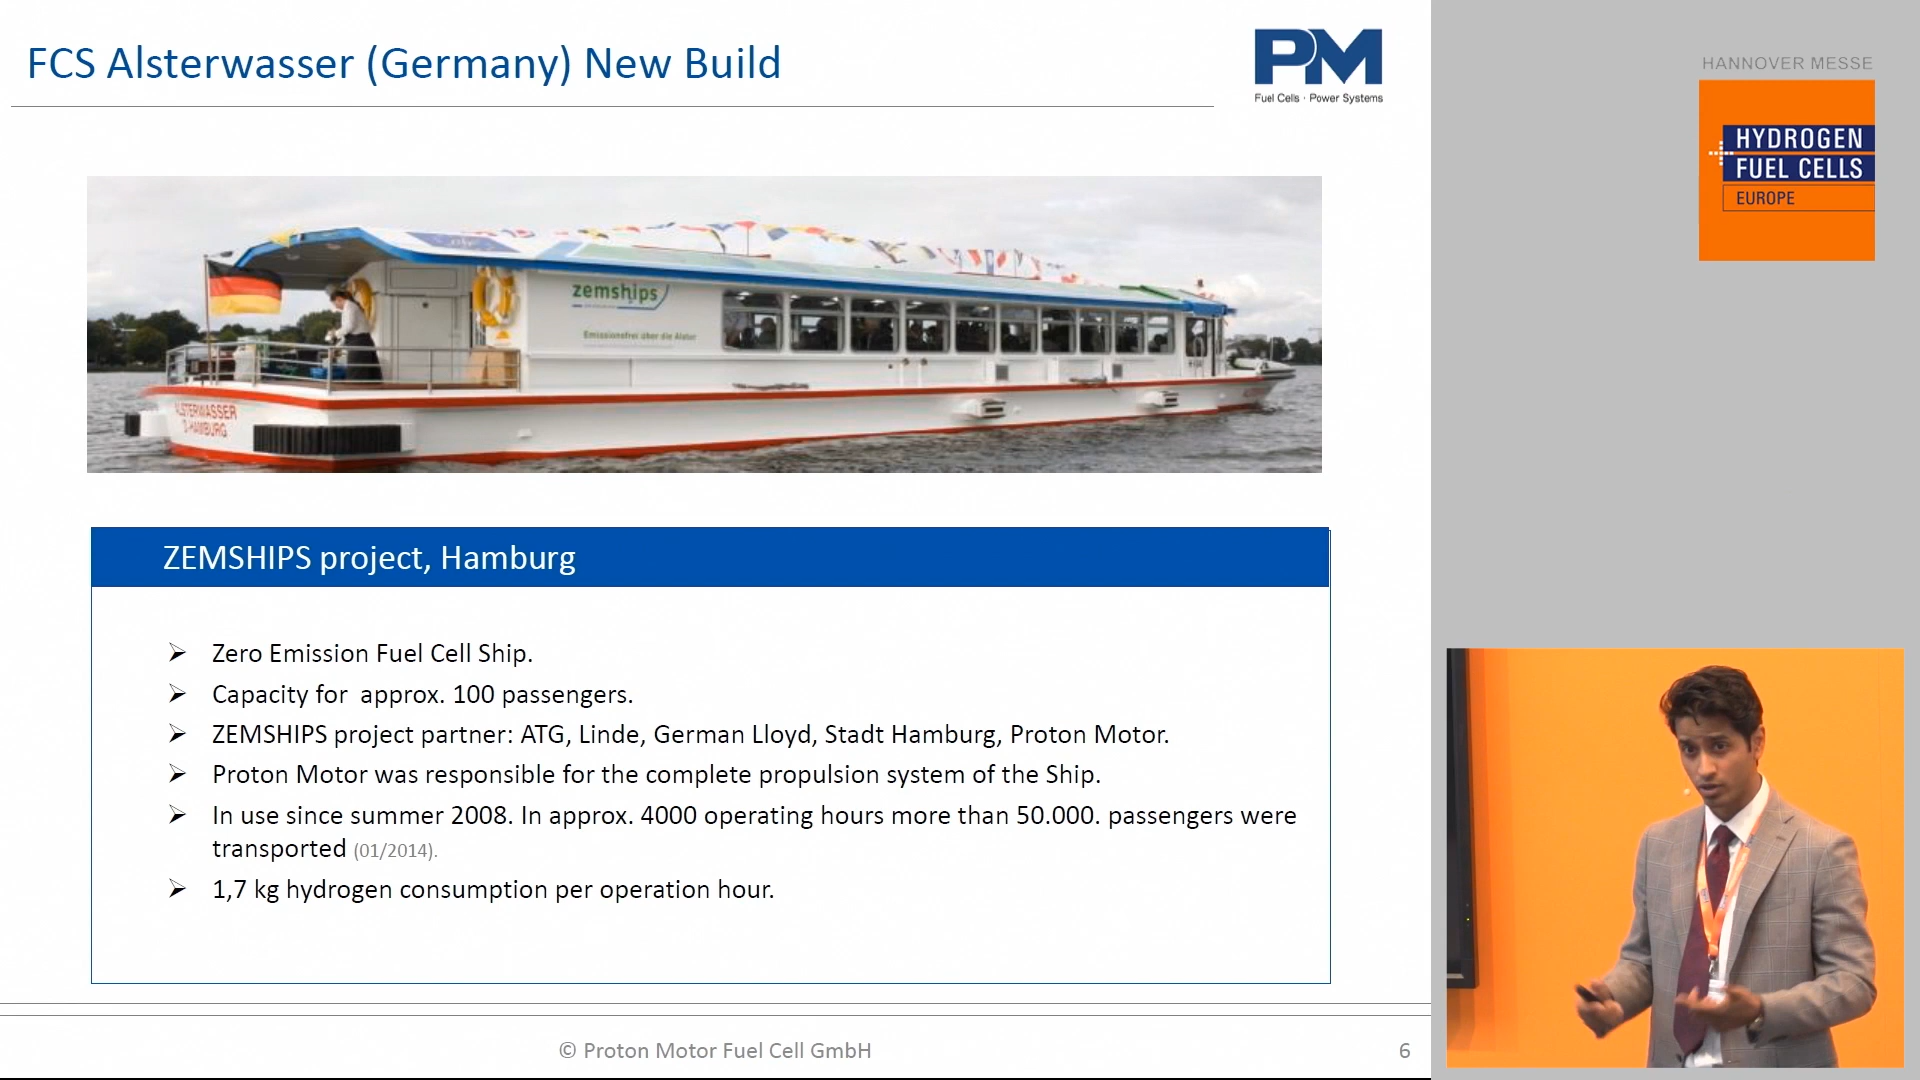 FCS Alsterwasser (Germany) New Build
PM
Fuel Cells · Power Systems
HANNOVER MESSE
HYDROGEN
FUEL CELLS
EUROPE
zemships
Emissionsfrei über die Alster
ALSTERWASSER
D-HAMBURG
ZEMSHIPS project, Hamburg
➢ Zero Emission Fuel Cell Ship.
➢ Capacity for approx. 100 passengers.
➢ ZEMSHIPS project partner: ATG, Linde, German Lloyd, Stadt Hamburg, Proton Motor.
➢ Proton Motor was responsible for the complete propulsion system of the Ship.
➢ In use since summer 2008. In approx. 4000 operating hours more than 50.000. passengers were
transported (01/2014).
➢ 1,7 kg hydrogen consumption per operation hour.
© Proton Motor Fuel Cell GmbH
6